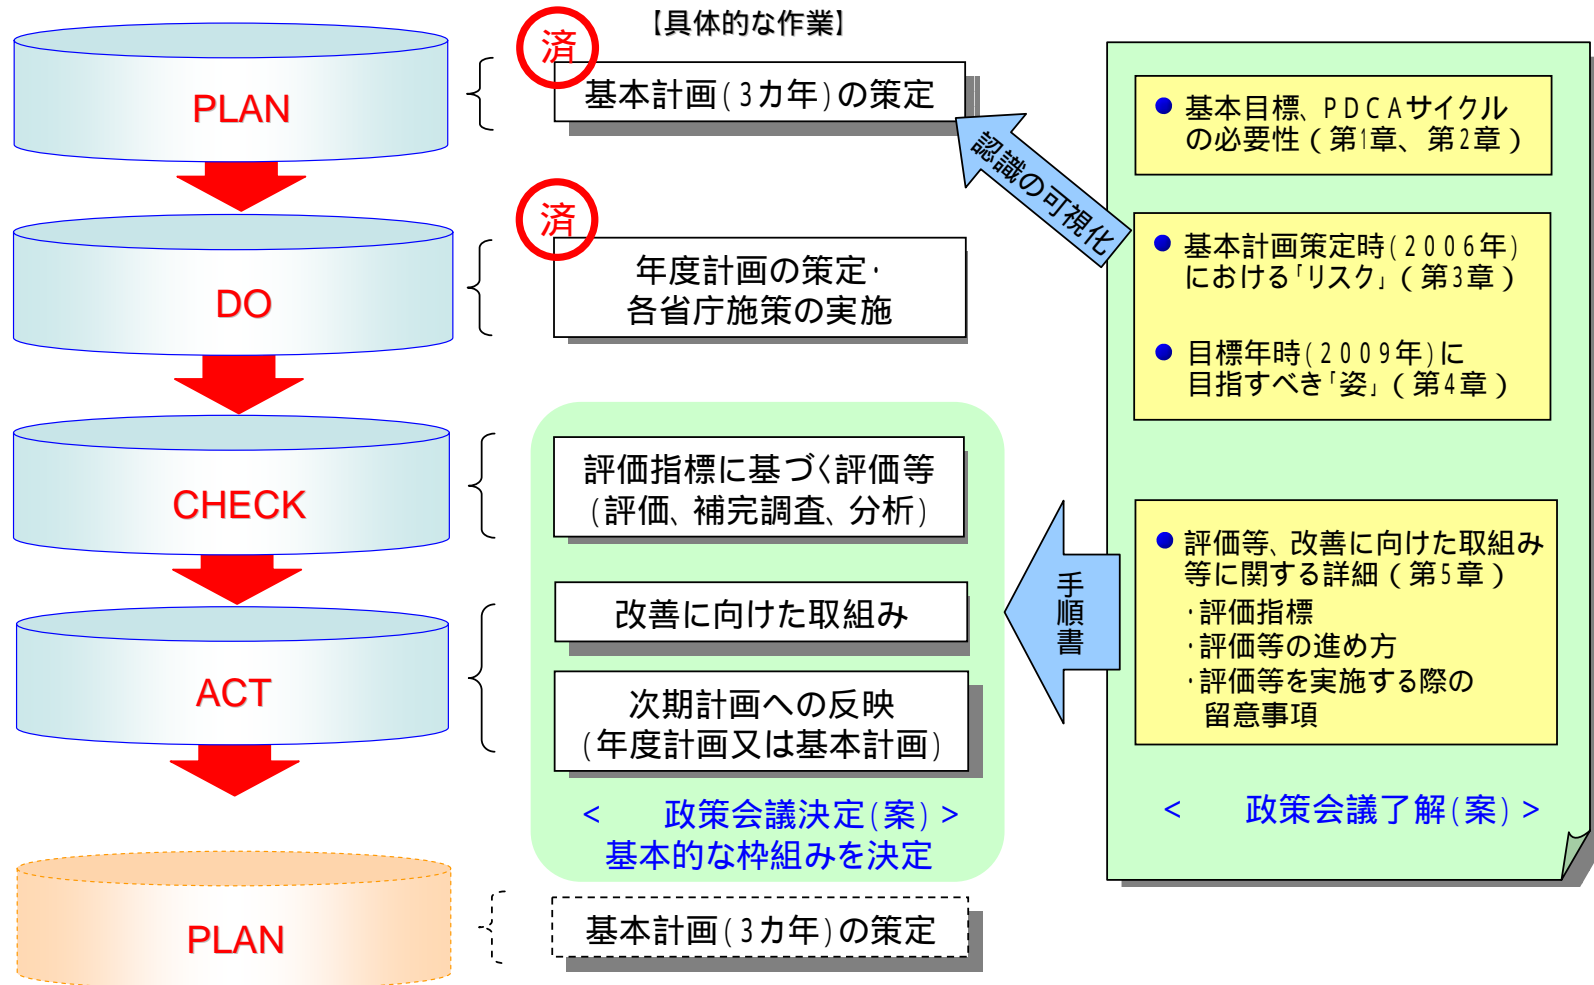 【具体的な作業】
PLAN
済
基本計画(3カ年)の策定
DO
済
年度計画の策定・
各省庁施策の実施
CHECK
評価指標に基づく評価等
(評価、補完調査、分析)
ACT
改善に向けた取組み
次期計画への反映
(年度計画又は基本計画)
< 政策会議決定(案) >
基本的な枠組みを決定
PLAN
基本計画(3カ年)の策定
認識の可視化
手順書
● 基本目標、PDCAサイクル
の必要性(第1章、第2章)
● 基本計画策定時(2006年)
における「リスク」(第3章)
● 目標年時(2009年)に
目指すべき「姿」(第4章)
● 評価等、改善に向けた取組み
等に関する詳細(第5章)
・評価指標
・評価等の進め方
・評価等を実施する際の
留意事項
< 政策会議了解(案) >